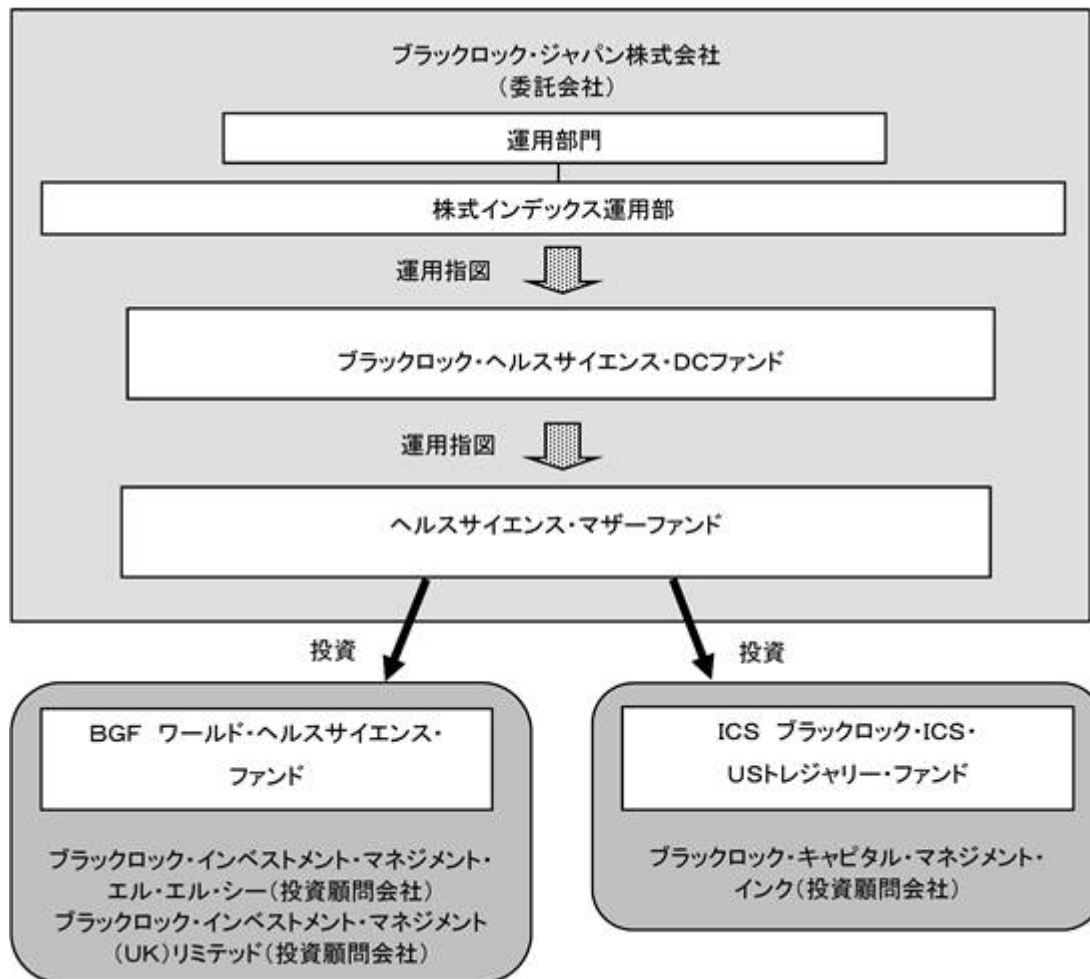 ブラックロック・ジャパン株式会社
（委託会社）
運用部門
株式インデックス運用部
運用指図
ブラックロック・ヘルスサイエンス・DCファンド
運用指図
ヘルスサイエンス・マザーファンド
投資
投資
BGF ワールド・ヘルスサイエンス・
ファンド
ブラックロック・インベストメント・マネジメント・
エル・エル・シー（投資顧問会社）
ブラックロック・インベストメント・マネジメント
（UK）リミテッド（投資顧問会社）
ICS ブラックロック・ICS・
USトレジャリー・ファンド
ブラックロック・キャピタル・マネジメント・
インク（投資顧問会社）